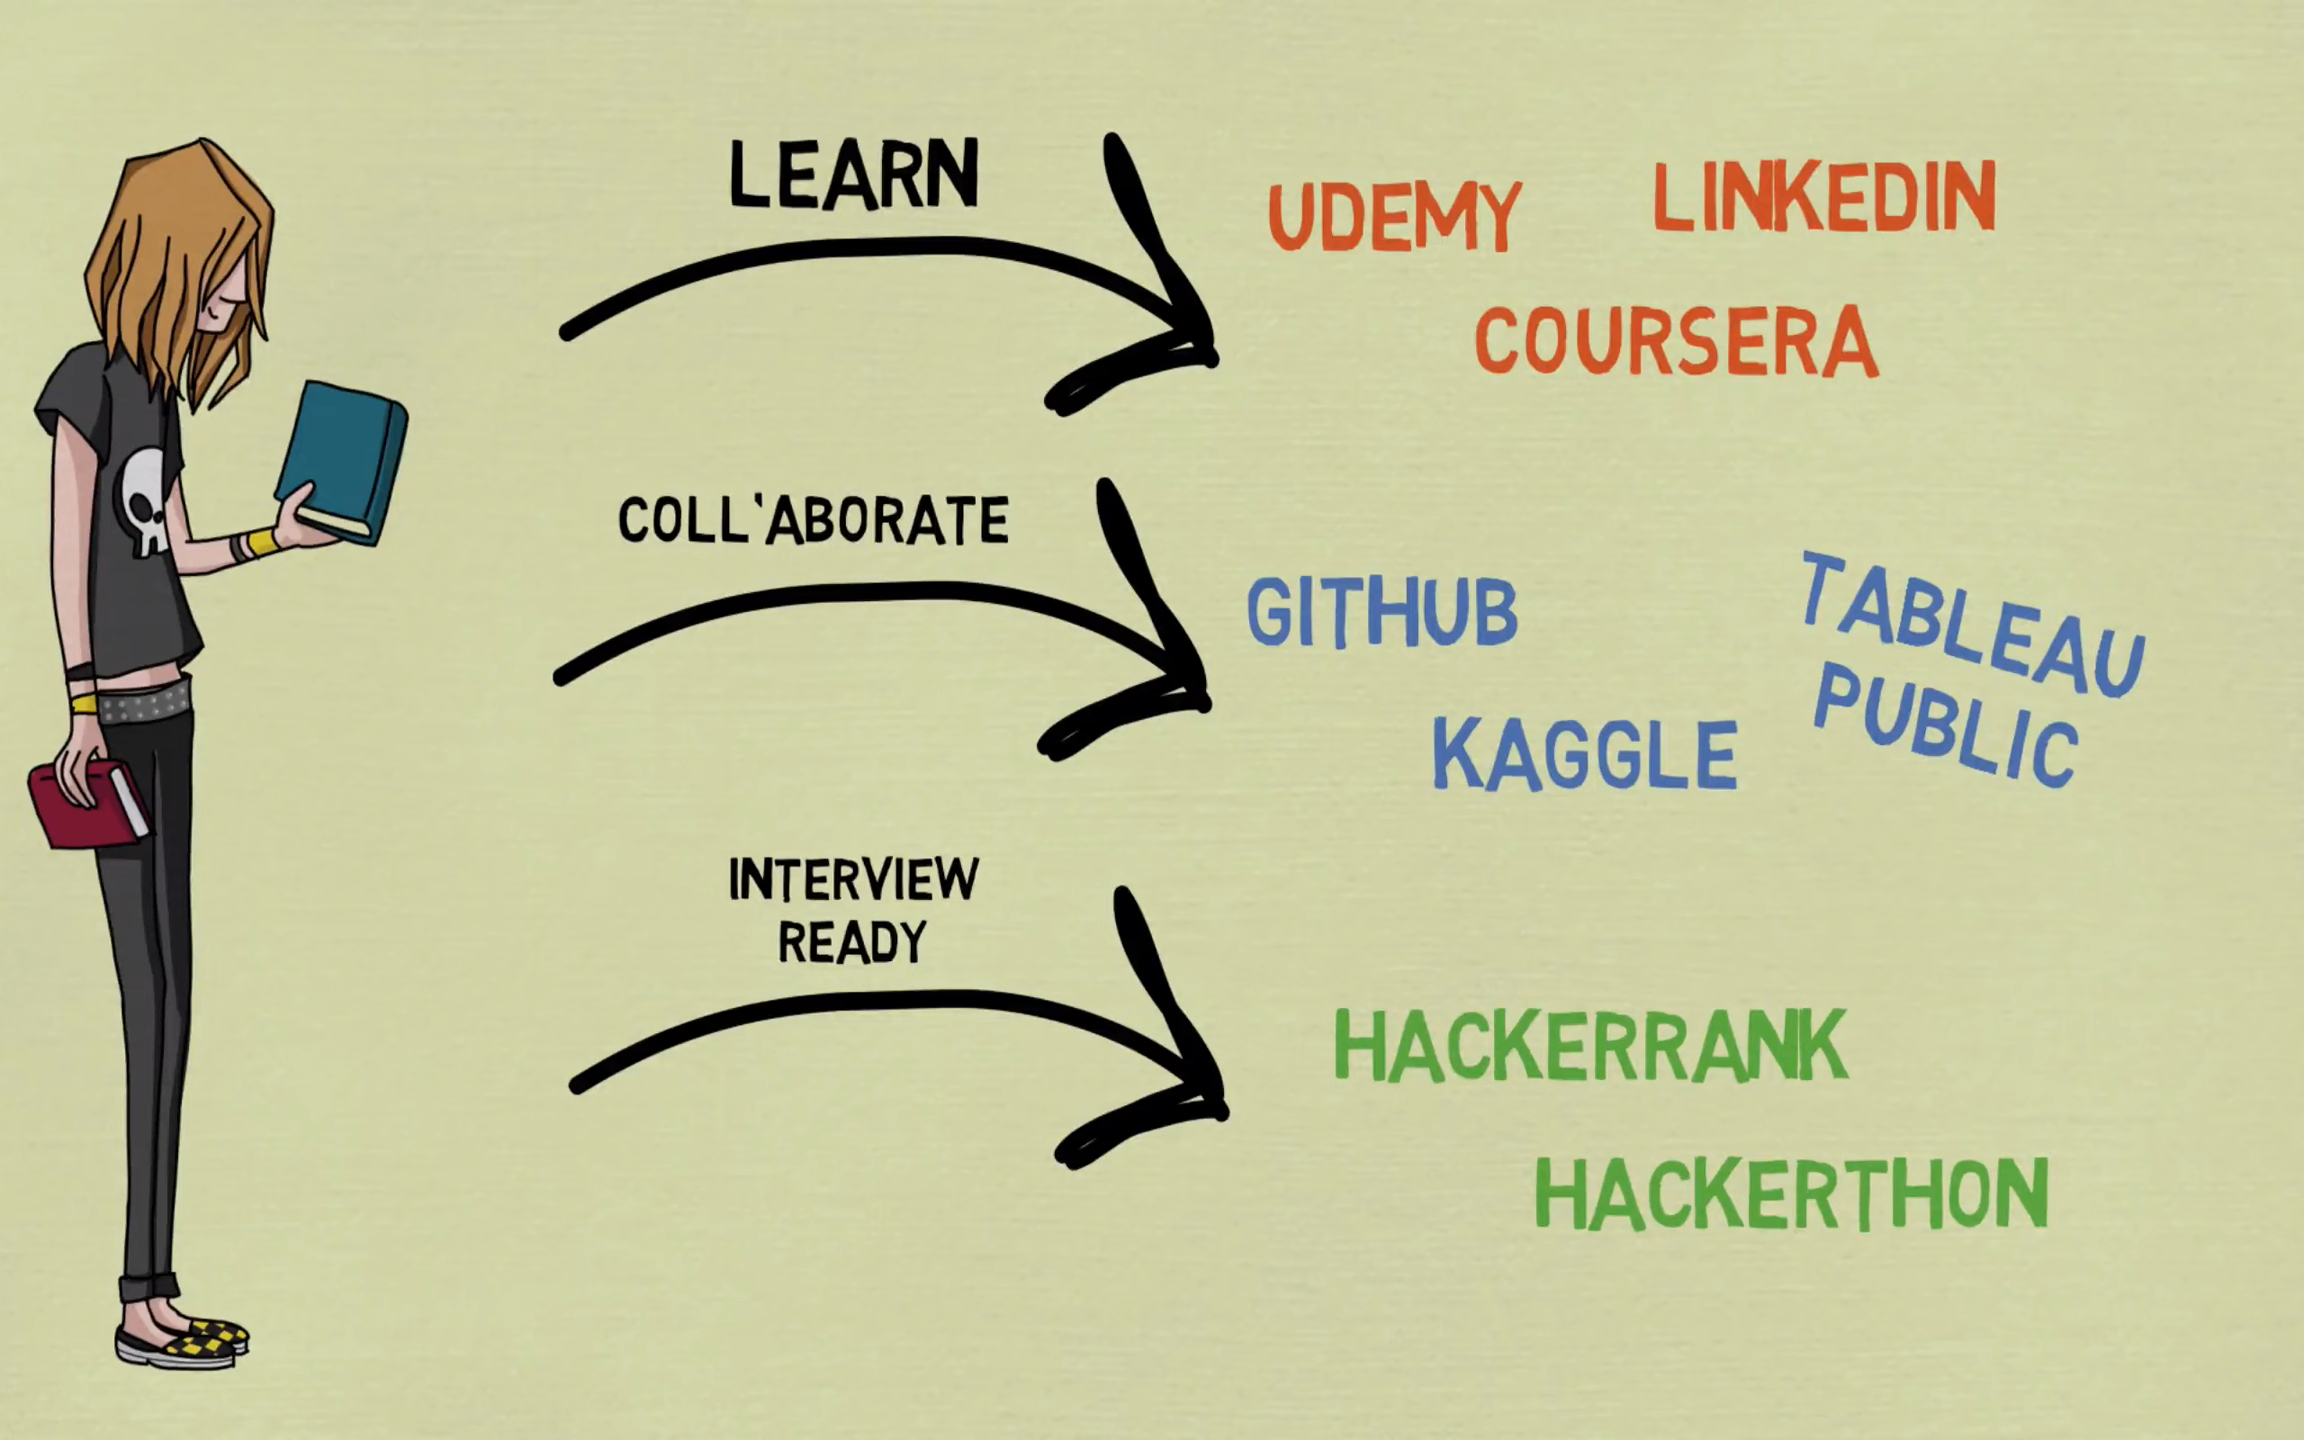 LEARN
UDEMY
LINKEDIN
COURSERA
COLL'ABORATE
GITHUB
TABLEAU
PUBLIC
KAGGLE
INTERVIEW
READY
HACKERRANK
HACKERTHON